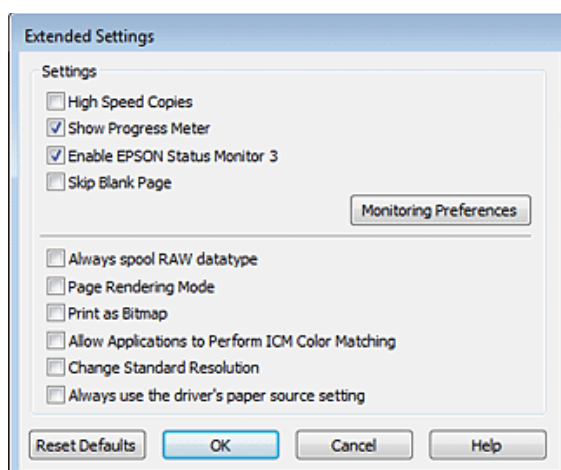 Extended Settings
Settings
High Speed Copies
Show Progress Meter
Enable EPSON Status Monitor 3
Skip Blank Page
Monitoring Preferences
Always spool RAW datatype
Page Rendering Mode
Print as Bitmap
Allow Applications to Perform ICM Color Matching
Change Standard Resolution
Always use the driver's paper source setting
Reset Defaults OK Cancel Help